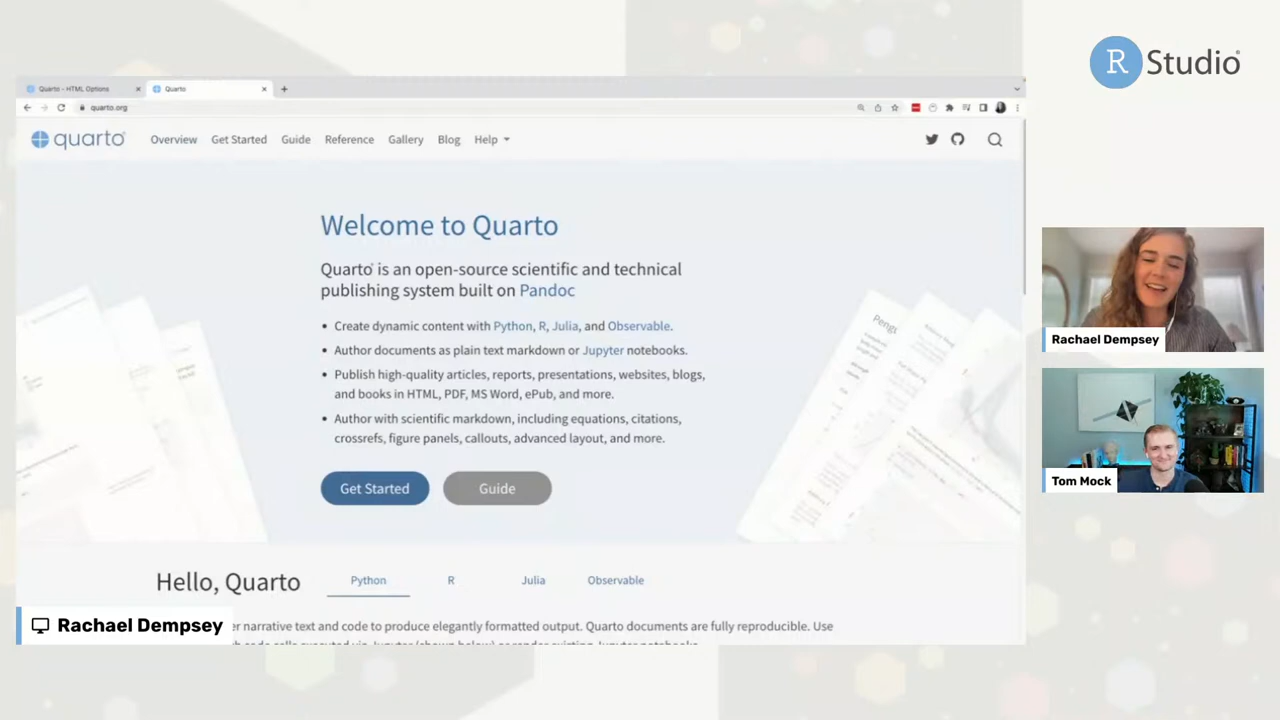 R Studio
Quarto - HTML Options
Quarto
quarto.org
quarto
Overview Get Started Guide Reference Gallery Blog Help
Welcome to Quarto
Quarto is an open-source scientific and technical
publishing system built on Pandoc
• Create dynamic content with Python, R, Julia, and Observable.
• Author documents as plain text markdown or Jupyter notebooks.
• Publish high-quality articles, reports, presentations, websites, blogs,
and books in HTML, PDF, MS Word, ePub, and more.
• Author with scientific markdown, including equations, citations,
crossrefs, figure panels, callouts, advanced layout, and more.
Get Started Guide
Hello, Quarto
Python R Julia Observable
narrative text and code to produce elegantly formatted output. Quarto documents are fully reproducible. Use
Rachael Dempsey
Rachael Dempsey
Tom Mock